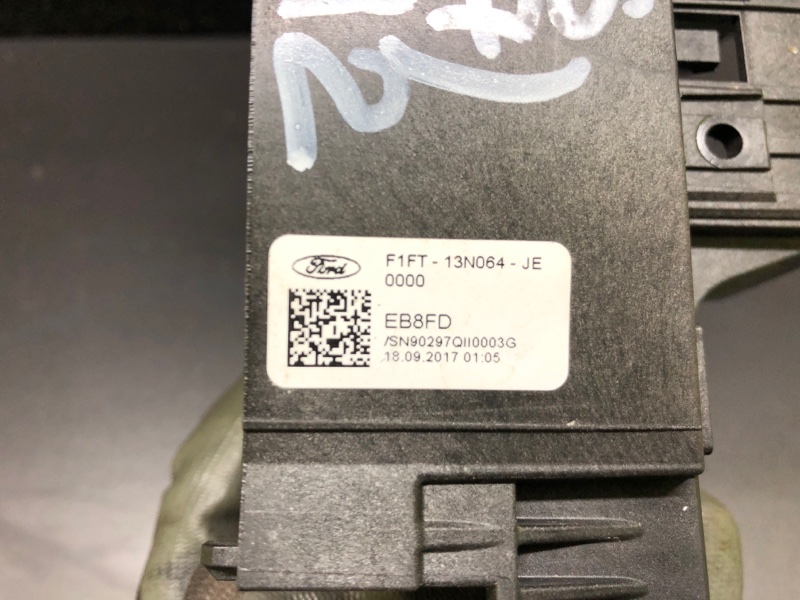 Ford
F1FT - 13N064 - JE
0000
EB8FD
/SN90297QII0003G
18.09.2017 01:05